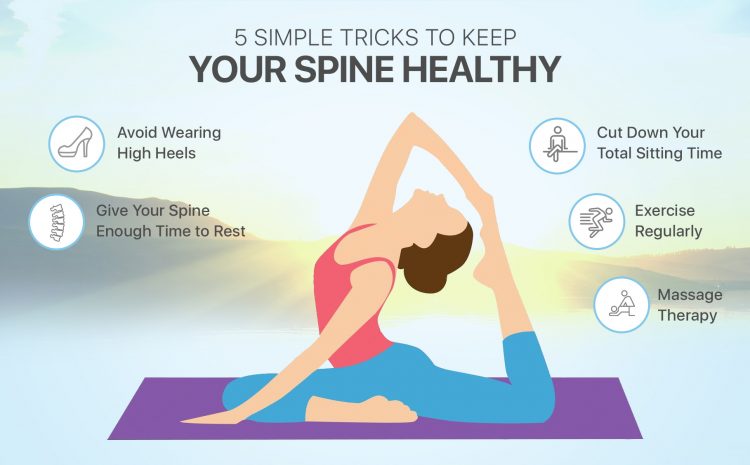 5 SIMPLE TRICKS TO KEEP
YOUR SPINE HEALTHY
Avoid Wearing
High Heels
Give Your Spine
Enough Time to Rest
Cut Down Your
Total Sitting Time
Exercise
Regularly
Massage
Therapy